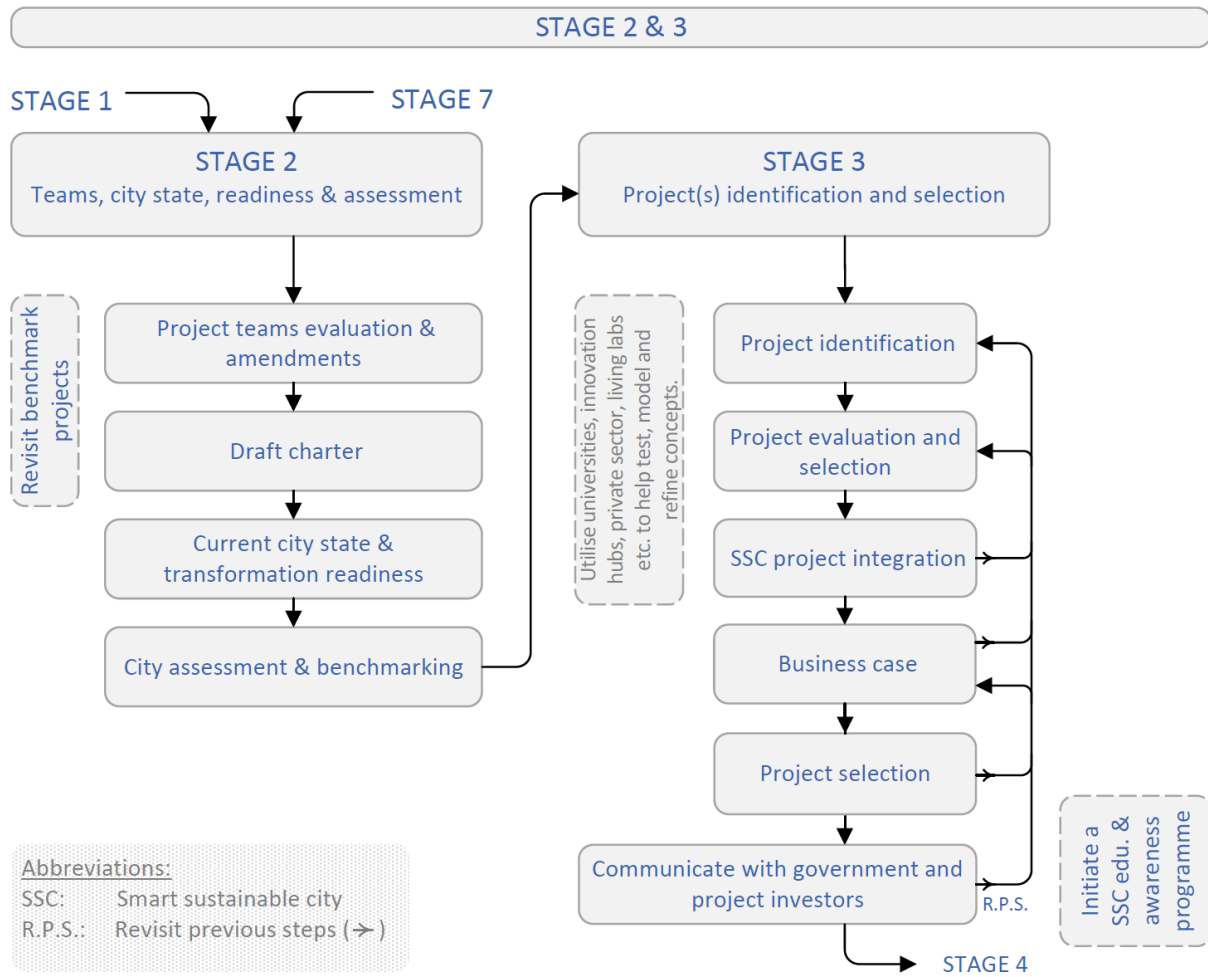 STAGE 2 & 3
STAGE 1
STAGE 7
STAGE 2
Teams, city state, readiness & assessment
Revisit benchmark
projects
Project teams evaluation &
amendments
Draft charter
Current city state &
transformation readiness
City assessment & benchmarking
STAGE 3
Project(s) identification and selection
Utilise universities, innovation
hubs, private sector, living labs
etc. to help test, model and
refine concepts.
Project identification
Project evaluation and
selection
SSC project integration
Business case
Project selection
Communicate with government and
project investors
R.P.S.
Initiate a
SSC edu. &
awareness
programme
STAGE 4
Abbreviations:
SSC: Smart sustainable city
R.P.S.: Revisit previous steps (→)